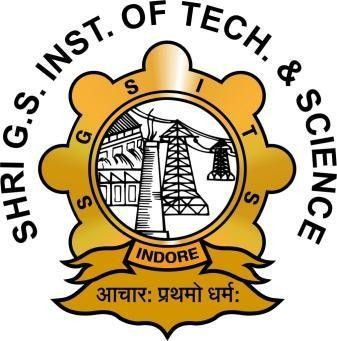 SHRI G.S. INST. OF TECH. & SCIENCE
S G S I T S
INDORE
आचार: प्रथमो धर्म: